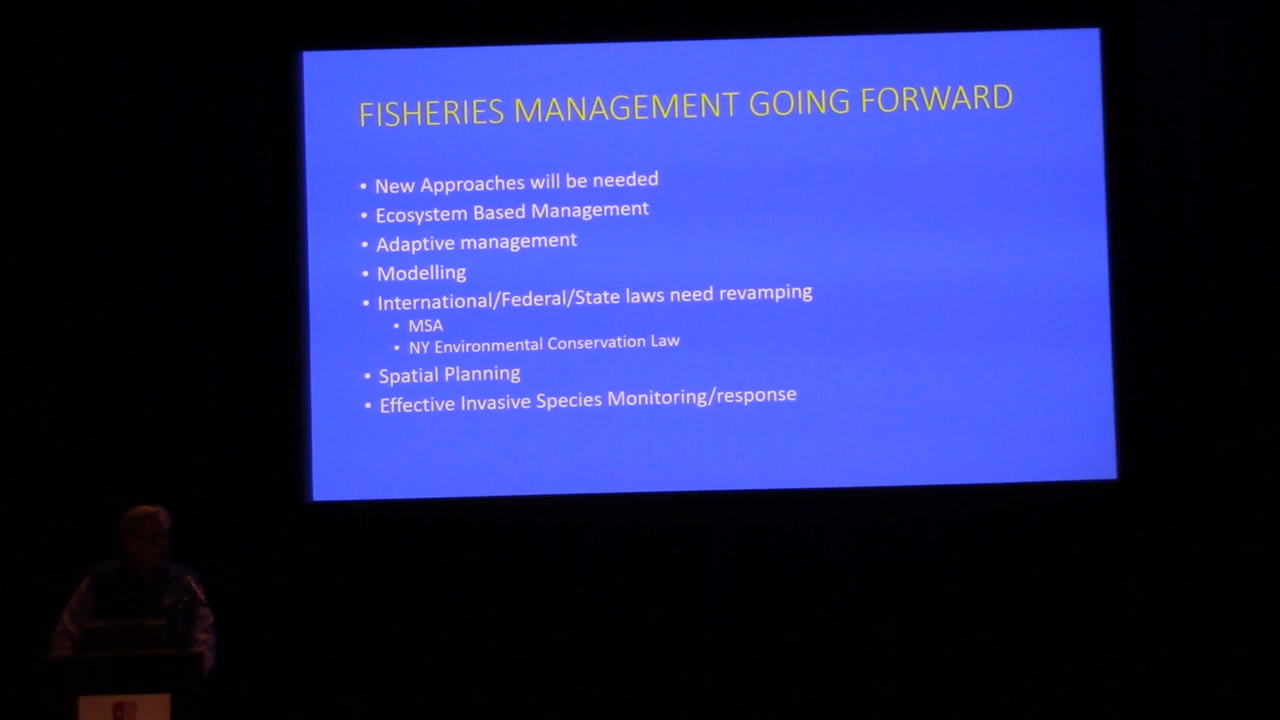 FISHERIES MANAGEMENT GOING FORWARD
• New Approaches will be needed
• Ecosystem Based Management
• Adaptive management
• Modelling
• International/Federal/State laws need revamping
• MSA
• NY Environmental Conservation Law
• Spatial Planning
• Effective Invasive Species Monitoring/response